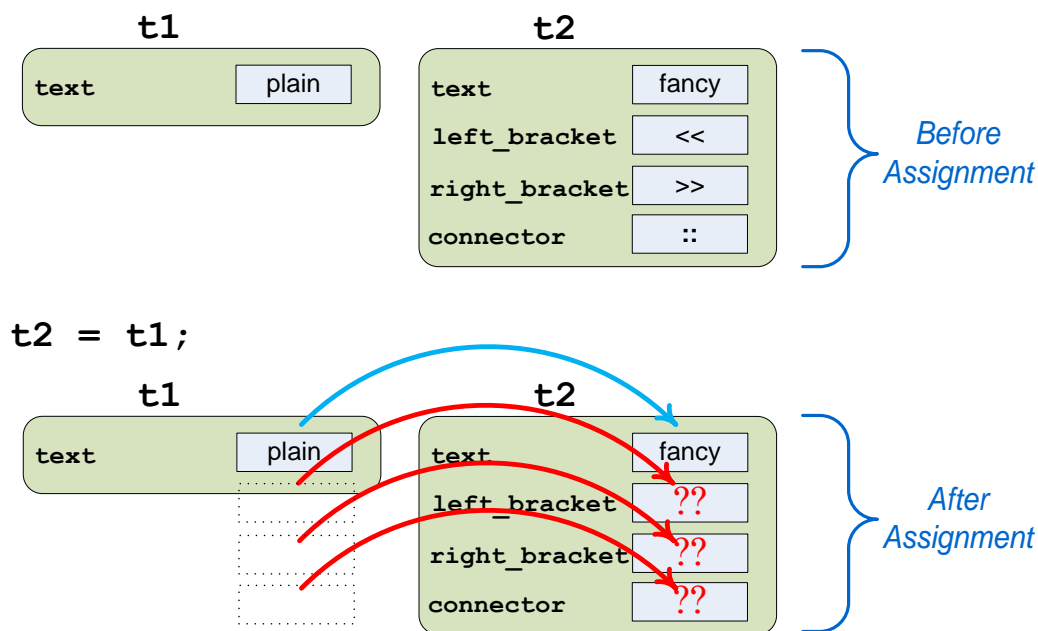 t1 t2
text plain
text fancy
left_bracket <<
right_bracket >>
connector ::
Before
Assignment
t2 = t1;
t1 t2
text plain
text fancy
left_bracket ??
right_bracket ??
connector ??
After
Assignment